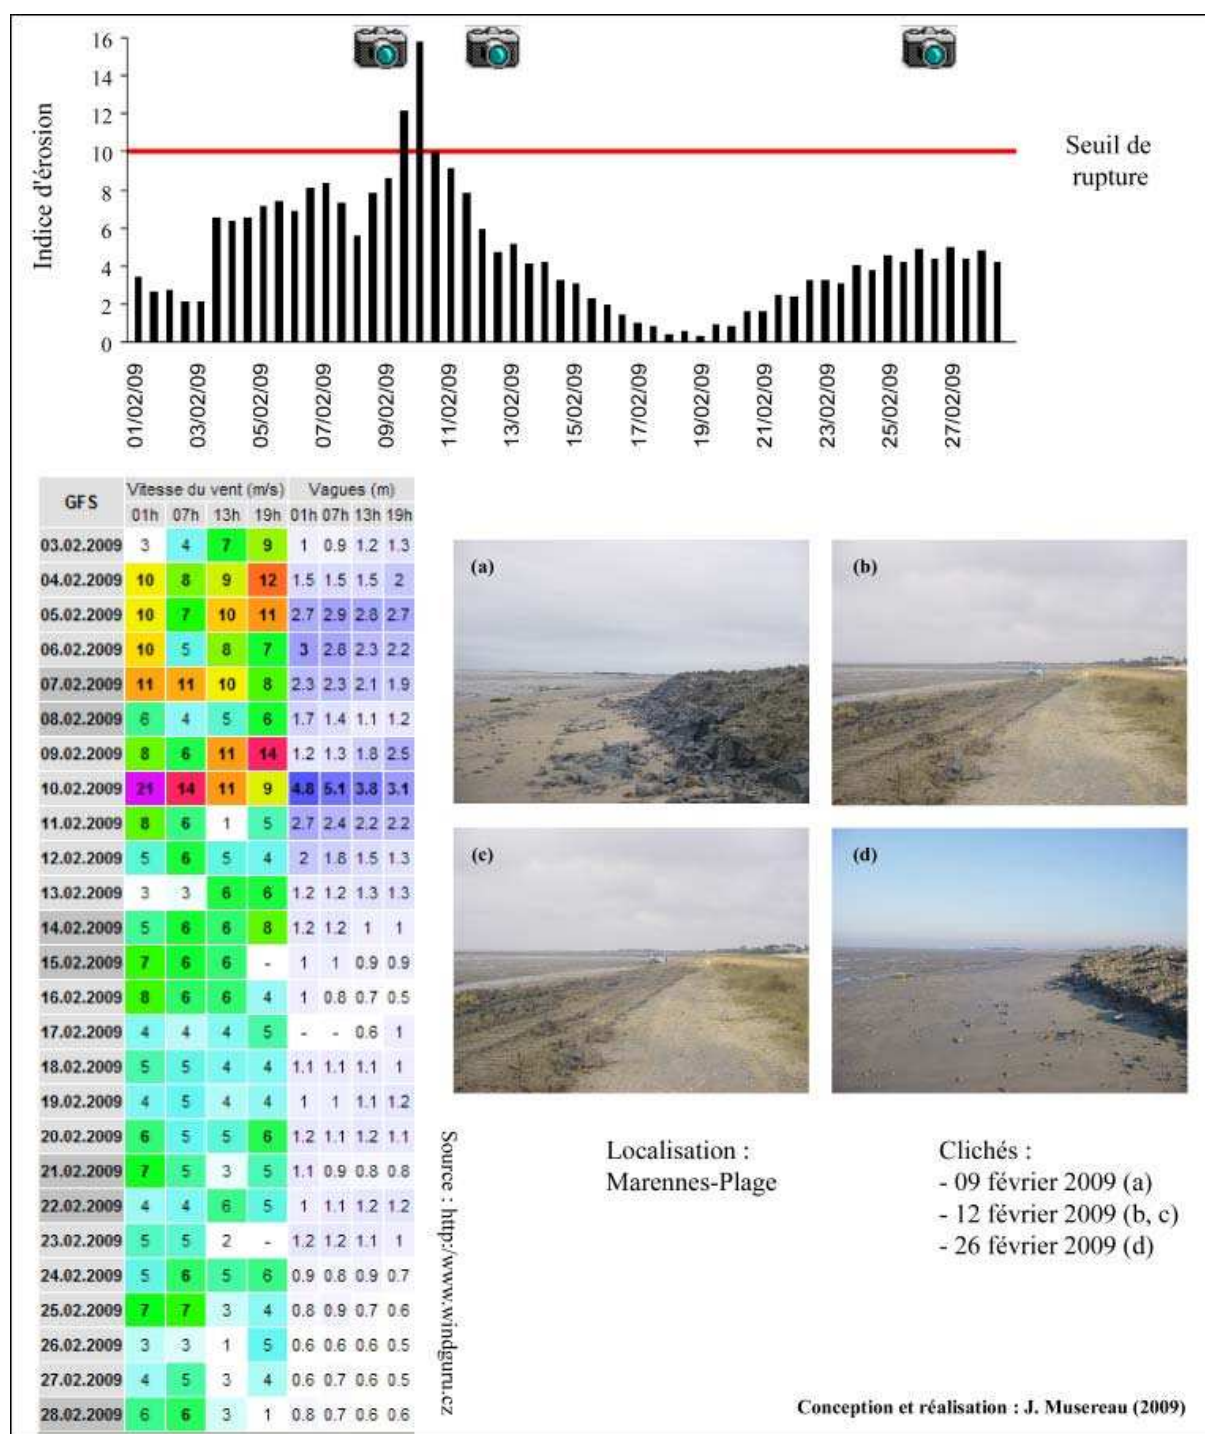 16
14
12
10
8
6
4
2
0
Indice d'érosion
Seuil de
rupture
01/02/09
03/02/09
05/02/09
07/02/09
09/02/09
11/02/09
13/02/09
15/02/09
17/02/09
19/02/09
21/02/09
23/02/09
25/02/09
27/02/09
GFS Vitesse du vent (m/s) Vagues (m)
01h 07h 13h 19h 01h 07h 13h 19h
03.02.2009 3 4 7 9 1 0.9 1.2 1.3
04.02.2009 10 8 9 12 1.5 1.5 1.5 2
05.02.2009 10 7 10 11 2.7 2.9 2.8 2.7
06.02.2009 10 5 8 7 3 2.8 2.3 2.2
07.02.2009 11 11 10 8 2.3 2.3 2.1 1.9
08.02.2009 6 4 5 6 1.7 1.4 1.1 1.2
09.02.2009 8 6 11 14 1.2 1.3 1.8 2.5
10.02.2009 21 14 11 9 4.8 5.1 3.8 3.1
11.02.2009 8 6 1 5 2.7 2.4 2.2 2.2
12.02.2009 5 6 5 4 2 1.8 1.5 1.3
13.02.2009 3 3 6 6 1.2 1.2 1.3 1.3
14.02.2009 5 6 6 8 1.2 1.2 1 1
15.02.2009 7 6 6 - 1 1 0.9 0.9
16.02.2009 8 6 6 4 1 0.8 0.7 0.5
17.02.2009 4 4 4 5 - - 0.6 1
18.02.2009 5 5 4 4 1.1 1.1 1.1 1
19.02.2009 4 5 4 4 1 1 1.1 1.2
20.02.2009 6 5 5 6 1.2 1.1 1.2 1.1
21.02.2009 7 5 3 5 1.1 0.9 0.8 0.8
22.02.2009 4 4 6 5 1 1.1 1.2 1.2
23.02.2009 5 5 2 - 1.2 1.2 1.1 1
24.02.2009 5 6 5 6 0.9 0.8 0.9 0.7
25.02.2009 7 7 3 4 0.8 0.9 0.7 0.6
26.02.2009 3 3 1 5 0.6 0.6 0.6 0.5
27.02.2009 4 5 3 4 0.6 0.7 0.6 0.5
28.02.2009 6 6 3 1 0.8 0.7 0.6 0.6
Source : http:/www.windguru.cz
(a)
(b)
(c)
(d)
Localisation :
Marennes-Plage
Clichés :
- 09 février 2009 (a)
- 12 février 2009 (b, c)
- 26 février 2009 (d)
Conception et réalisation : J. Musereau (2009)